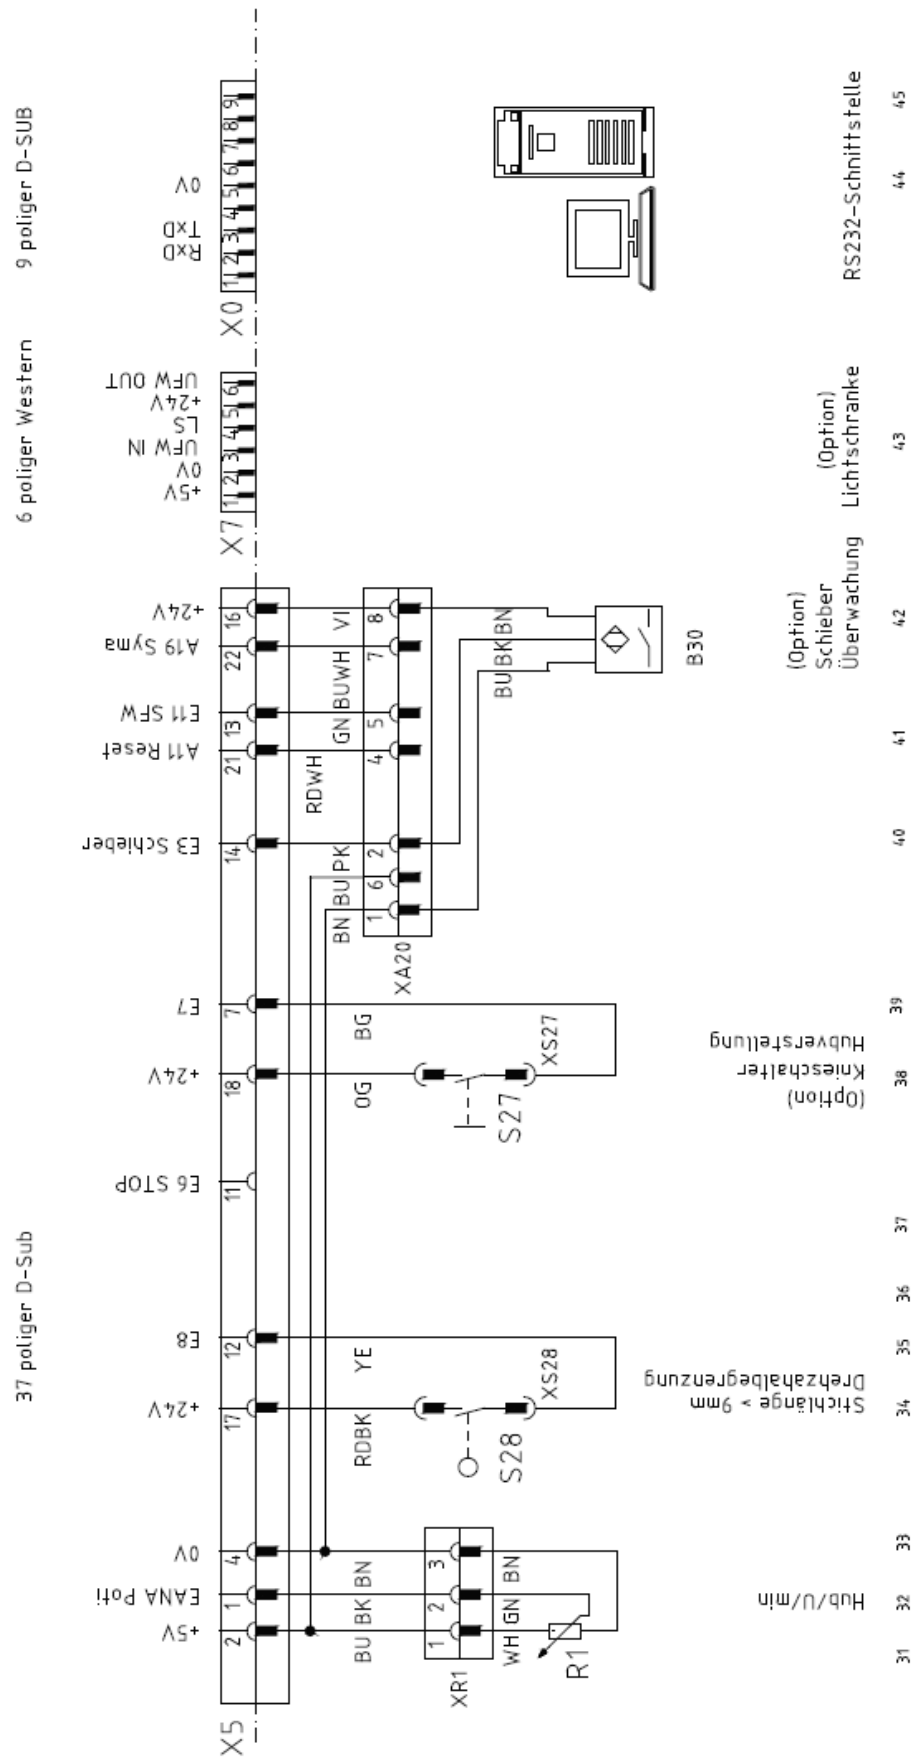 37 poliger D-Sub
6 poliger Western
9 poliger D-SUB
+5V
EANA Poti
0V
+24V
E8
E6 STOP
+24V
E7
E3 Schieber
A11 Reset
E11 SFW
A19 Syma
+24V
+5V
0V
UFW IN
LS
+24V
UFW OUT
RxD
TxD
0V
X5
2
1
4
17
12
11
18
7
14
21
13
22
16
X7
1
2
3
4
5
6
X0
1
2
3
4
5
6
7
8
9
BU
BK
BN
RDBK
YE
OG
BG
BN
BU
PK
RDWH
GN
BUWH
VI
XR1
1
2
3
XA20
1
6
2
4
5
7
8
WH
GN
BN
R1
S28
XS28
S27
XS27
BU
BK
BN
B30
Hub/U/min
Stichlänge > 9mm
Drehzahlbegrenzung
(Option)
Knieschalter
Hubverstellung
(Option)
Schieber
Überwachung
(Option)
Lichtschranke
RS232-Schnittstelle
31
32
33
34
35
36
37
38
39
40
41
42
43
44
45